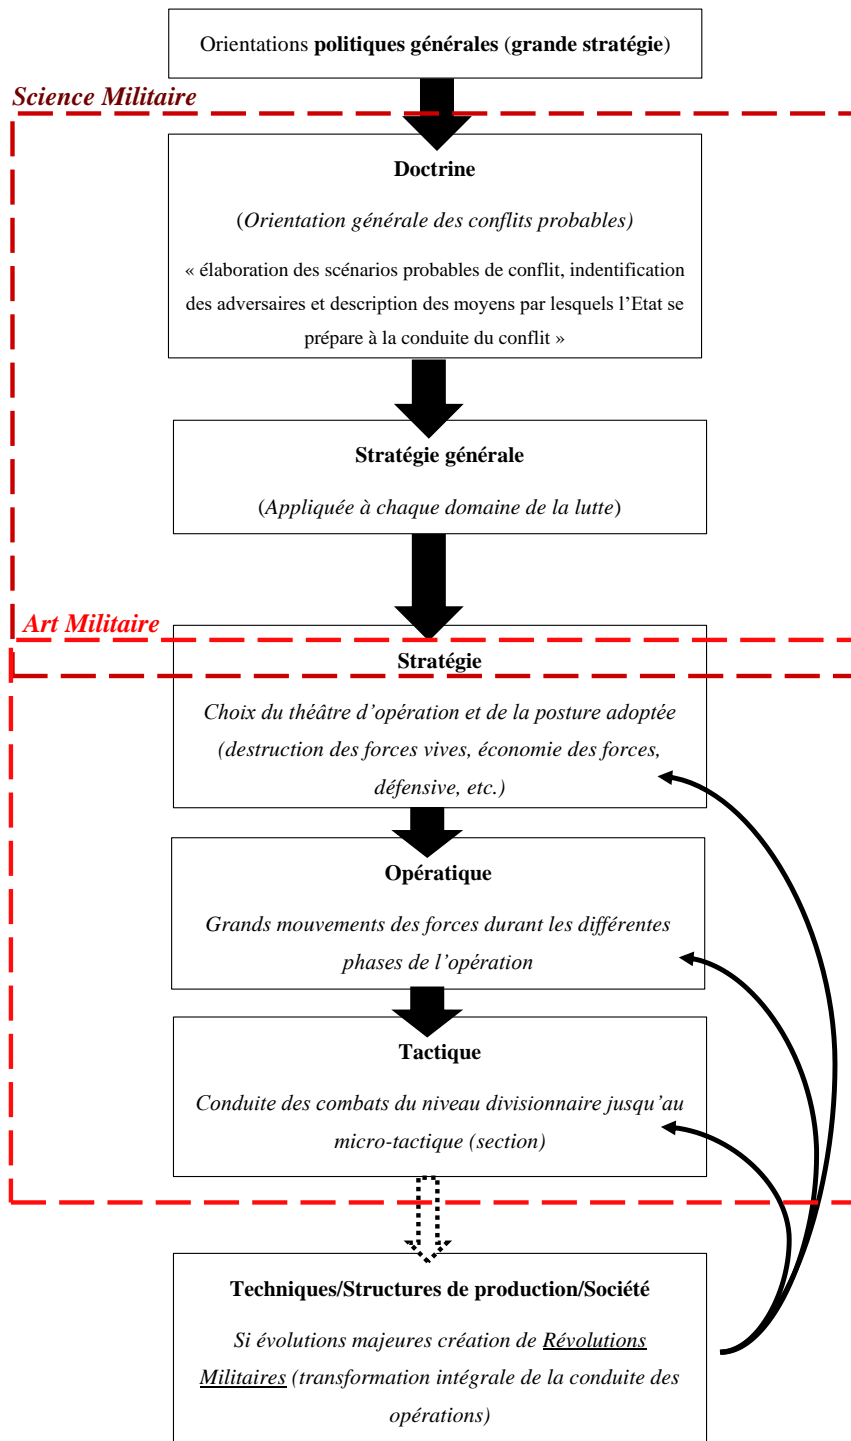 Orientations politiques générales (grande stratégie)
Science Militaire
Doctrine
(Orientation générale des conflits probables)
« élaboration des scénarios probables de conflit, indentification
des adversaires et description des moyens par lesquels l’Etat se
prépare à la conduite du conflit »
Stratégie générale
(Appliquée à chaque domaine de la lutte)
Art Militaire
Stratégie
Choix du théâtre d’opération et de la posture adoptée
(destruction des forces vives, économie des forces,
défensive, etc.)
Opératique
Grands mouvements des forces durant les différentes
phases de l’opération
Tactique
Conduite des combats du niveau divisionnaire jusqu’au
micro-tactique (section)
Techniques/Structures de production/Société
Si évolutions majeures création de Révolutions
Militaires (transformation intégrale de la conduite des
opérations)